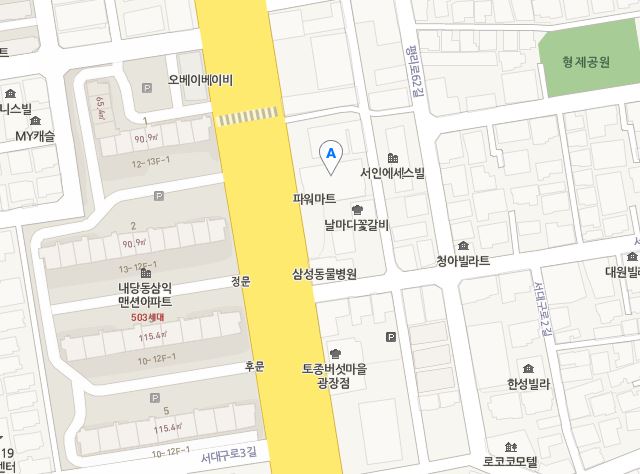 트
오베이베이비
평리로62길
형제공원
P
65.4㎡
니스빌
MY캐슬
1
90.9㎡
12-13F-1
A
서인에세스빌
P
파워마트
날마다꽃갈비
2
90.9㎡
13-12F-1
청아빌라트
대원빌라
삼성동물병원
정문
내당동삼익
맨션아파트
503세대
서대구로2길
115.4㎡
10-12F-1
P
토종버섯마을
광장점
후문
한성빌라
P
5
115.4㎡
10-12F-1
서대구로3길
19
센터
로코코모텔